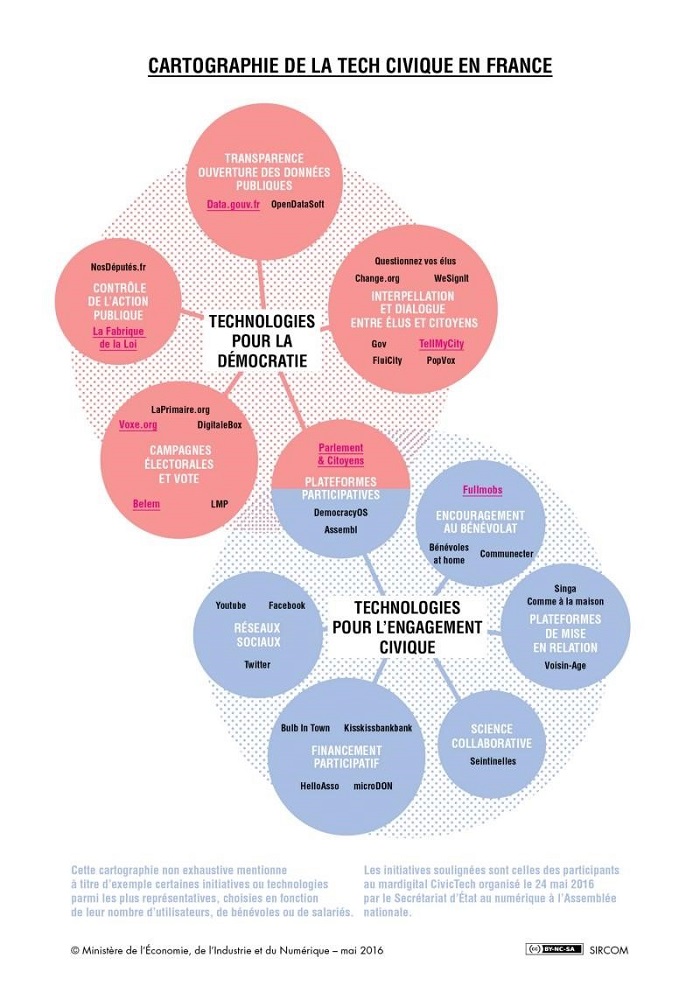 CARTOGRAPHIE DE LA TECH CIVIQUE EN FRANCE
TRANSPARENCE
OUVERTURE DES DONNÉES
PUBLIQUES
Data.gouv.fr OpenDataSoft
NosDéputés.fr
CONTRÔLE
DE L'ACTION
PUBLIQUE
La Fabrique
de la Loi
Questionnez vos élus
Change.org WeSignIt
INTERPELLATION
ET DIALOGUE
ENTRE ÉLUS ET CITOYENS
Gov TellMyCity
FluiCity PopVox
TECHNOLOGIES
POUR LA
DÉMOCRATIE
LaPrimaire.org
Voxe.org DigitaleBox
CAMPAGNES
ÉLECTORALES
ET VOTE
Belem LMP
Parlement
& Citoyens
PLATEFORMES
PARTICIPATIVES
DemocracyOS
Assembl
Fullmobs
ENCOURAGEMENT
AU BÉNÉVOLAT
Bénévoles
at home Communecter
Youtube Facebook
RÉSEAUX
SOCIAUX
Twitter
TECHNOLOGIES
POUR L'ENGAGEMENT
CIVIQUE
Singa
Comme à la maison
PLATEFORMES
DE MISE
EN RELATION
Voisin-Age
Bulb In Town Kisskissbankbank
FINANCEMENT
PARTICIPATIF
HelloAsso microDON
SCIENCE
COLLABORATIVE
Seintinelles
Cette cartographie non exhaustive mentionne
à titre d'exemple certaines initiatives ou technologies
parmi les plus représentatives, choisies en fonction
de leur nombre d'utilisateurs, de bénévoles ou de salariés.
Les initiatives soulignées sont celles des participants
au mardigital CivicTech organisé le 24 mai 2016
par le Secrétariat d'État au numérique à l'Assemblée
nationale.
© Ministère de l'Économie, de l'Industrie et du Numérique – mai 2016
cc BY-NC-SA SIRCOM